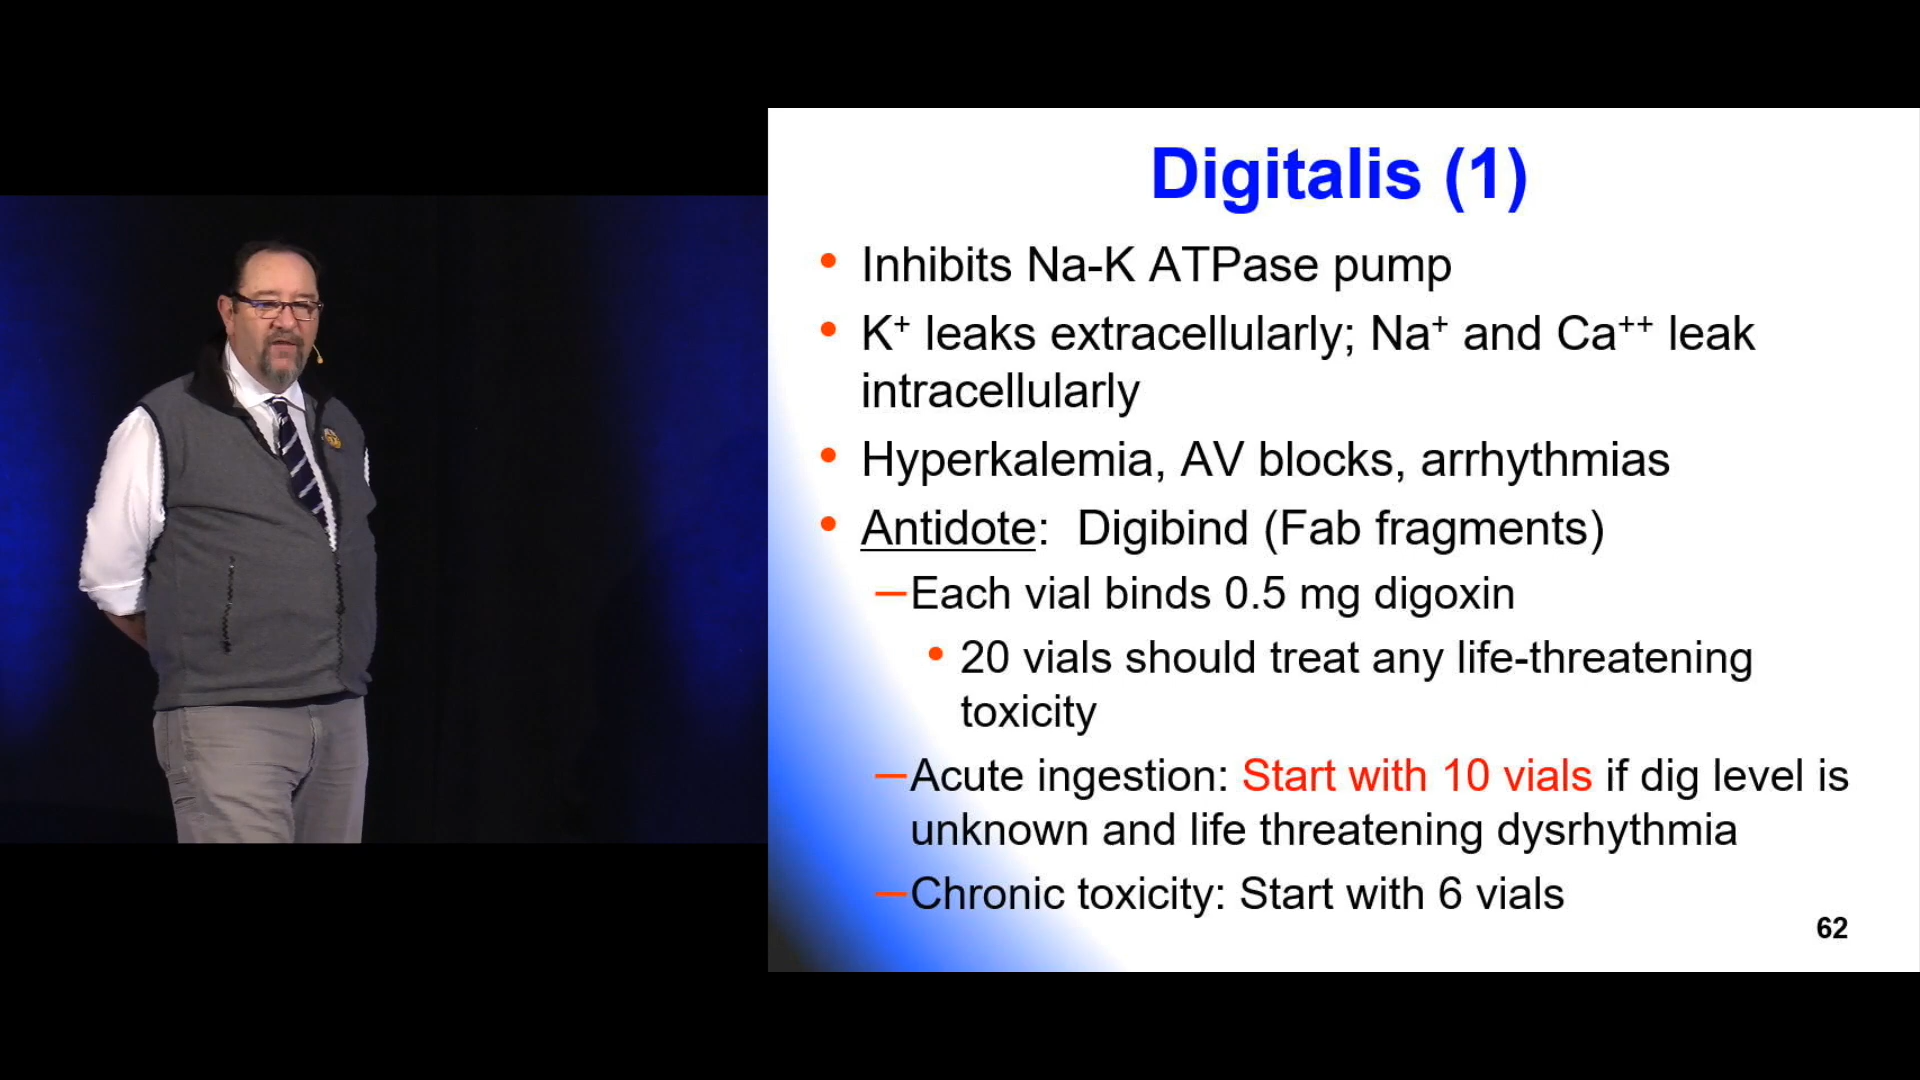 Digitalis (1)
• Inhibits Na-K ATPase pump
• K⁺ leaks extracellularly; Na⁺ and Ca⁺⁺ leak
intracellularly
• Hyperkalemia, AV blocks, arrhythmias
• Antidote:  Digibind (Fab fragments)
–Each vial binds 0.5 mg digoxin
• 20 vials should treat any life-threatening
toxicity
–Acute ingestion: Start with 10 vials if dig level is
unknown and life threatening dysrhythmia
–Chronic toxicity: Start with 6 vials
62